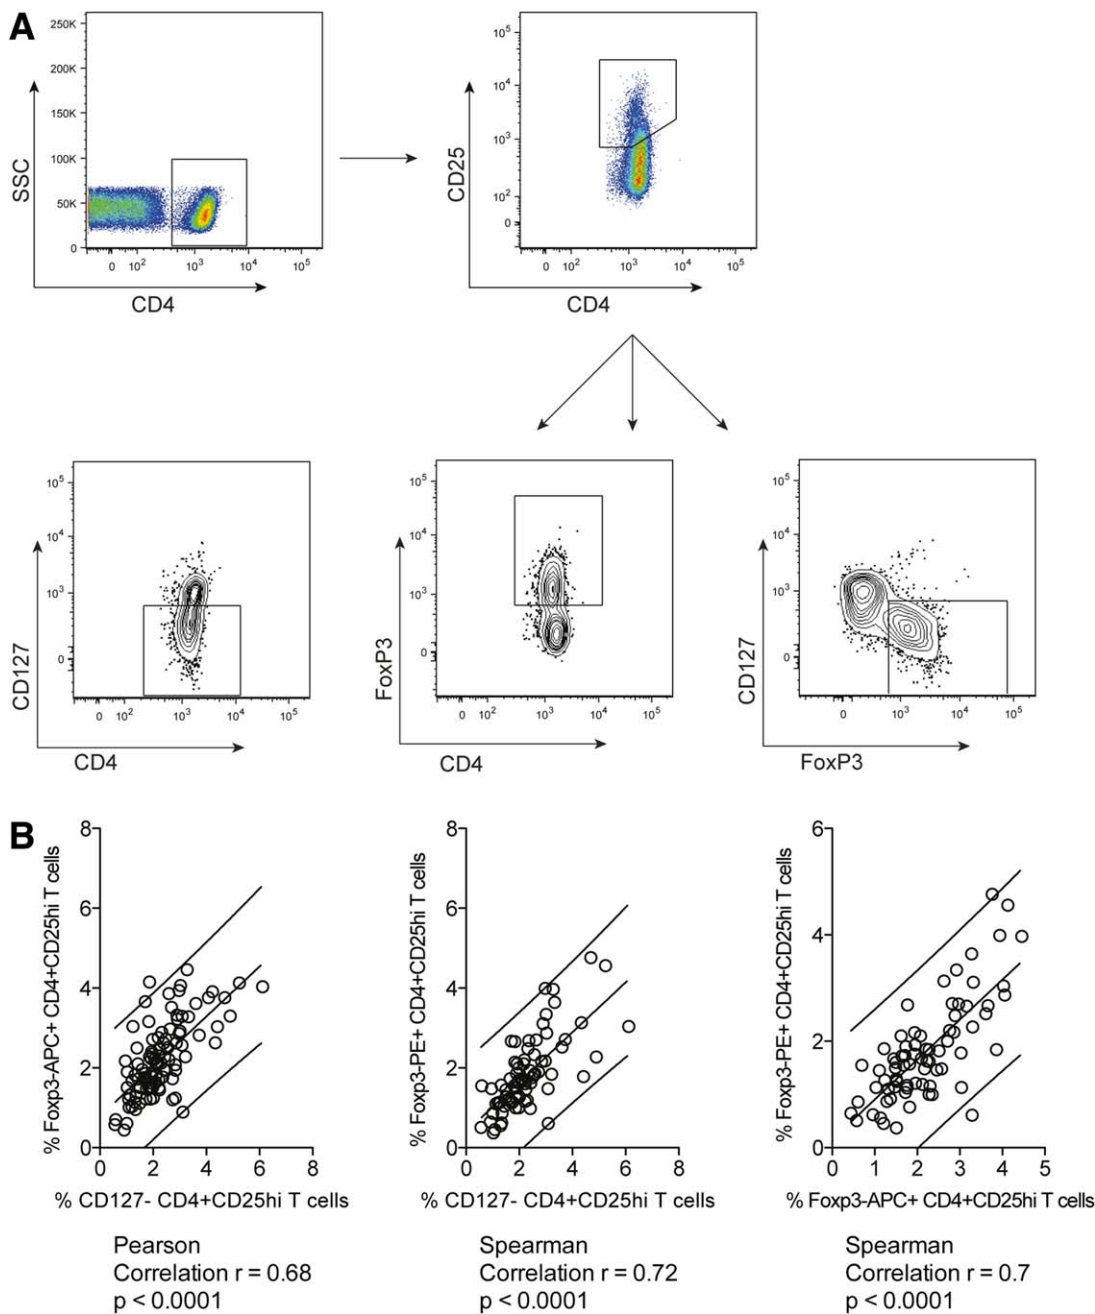 A
250K
200K
150K
100K
50K
0
SSC
0 10² 10³ 10⁴ 10⁵
CD4
10⁵
10⁴
10³
10²
0
CD25
0 10² 10³ 10⁴ 10⁵
CD4
10⁵
10⁴
10³
0
CD127
0 10² 10³ 10⁴ 10⁵
CD4
10⁵
10⁴
10³
0
FoxP3
0 10² 10³ 10⁴ 10⁵
CD4
10⁵
10⁴
10³
0
CD127
0 10³ 10⁴ 10⁵
FoxP3
B
8
6
4
2
0
% Foxp3-APC+ CD4+CD25hi T cells
0 2 4 6 8
% CD127- CD4+CD25hi T cells
Pearson
Correlation r = 0.68
p < 0.0001
8
6
4
2
0
% Foxp3-PE+ CD4+CD25hi T cells
0 2 4 6 8
% CD127- CD4+CD25hi T cells
Spearman
Correlation r = 0.72
p < 0.0001
6
4
2
0
% Foxp3-PE+ CD4+CD25hi T cells
0 1 2 3 4 5
% Foxp3-APC+ CD4+CD25hi T cells
Spearman
Correlation r = 0.7
p < 0.0001